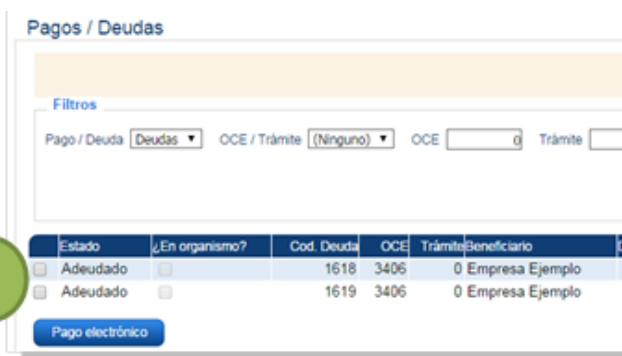 Pagos / Deudas
Filtros
Pago / Deuda Deudas OCE / Trámite (Ninguno) OCE 0 Trámite
Estado ¿En organismo? Cod. Deuda OCE Trámite Beneficiario
Adeudado 1618 3406 0 Empresa Ejemplo
Adeudado 1619 3406 0 Empresa Ejemplo
Pago electrónico